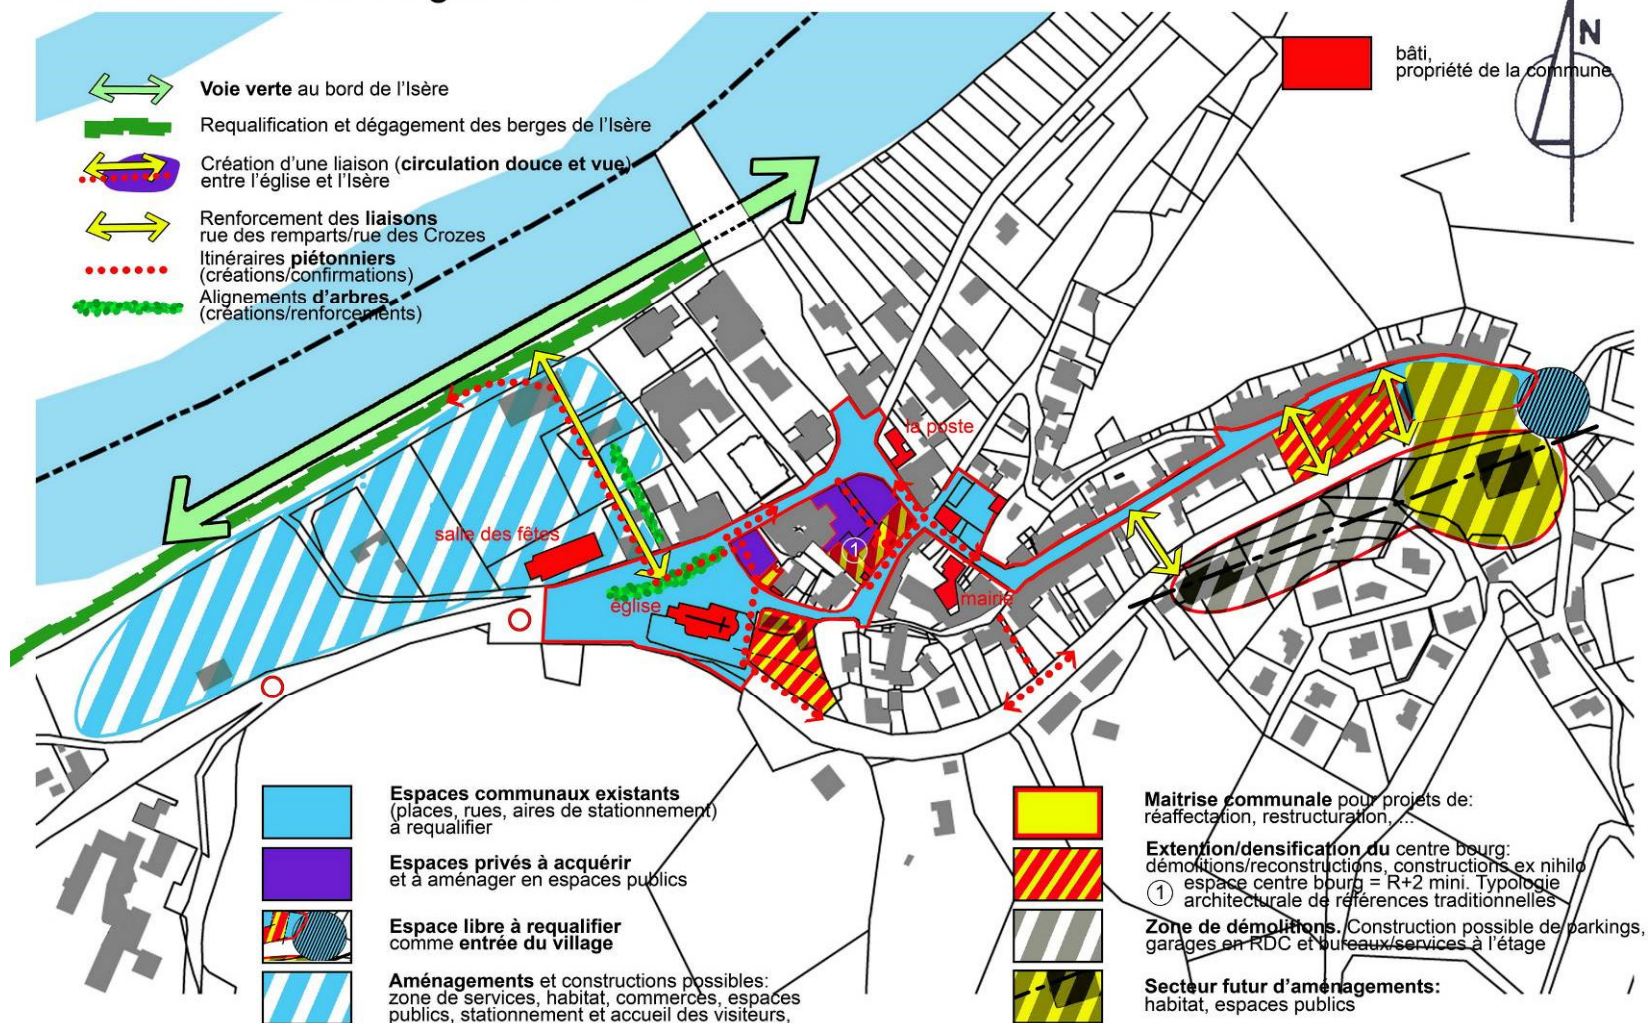 Voie verte au bord de l'Isère
Requalification et dégagement des berges de l'Isère
Création d'une liaison (circulation douce et vue)
entre l'église et l'Isère
Renforcement des liaisons
rue des remparts/rue des Crozes
Itinéraires piétonniers
(créations/confirmations)
Alignements d'arbres
(créations/renforcements)
bâti,
propriété de la commune
N
la poste
salle des fêtes
1
église
mairie
Espaces communaux existants
(places, rues, aires de stationnement)
à requalifier
Espaces privés à acquérir
et à aménager en espaces publics
Espace libre à requalifier
comme entrée du village
Aménagements et constructions possibles:
zone de services, habitat, commerces, espaces
publics, stationnement et accueil des visiteurs,
Maitrise communale pour projets de:
réaffectation, restructuration, ...
Extention/densification du centre bourg:
démolitions/reconstructions, constructions ex nihilo
1 espace centre bourg = R+2 mini. Typologie
architecturale de références traditionnelles
Zone de démolitions. Construction possible de parkings,
garages en RDC et bureaux/services à l'étage
Secteur futur d'aménagements:
habitat, espaces publics